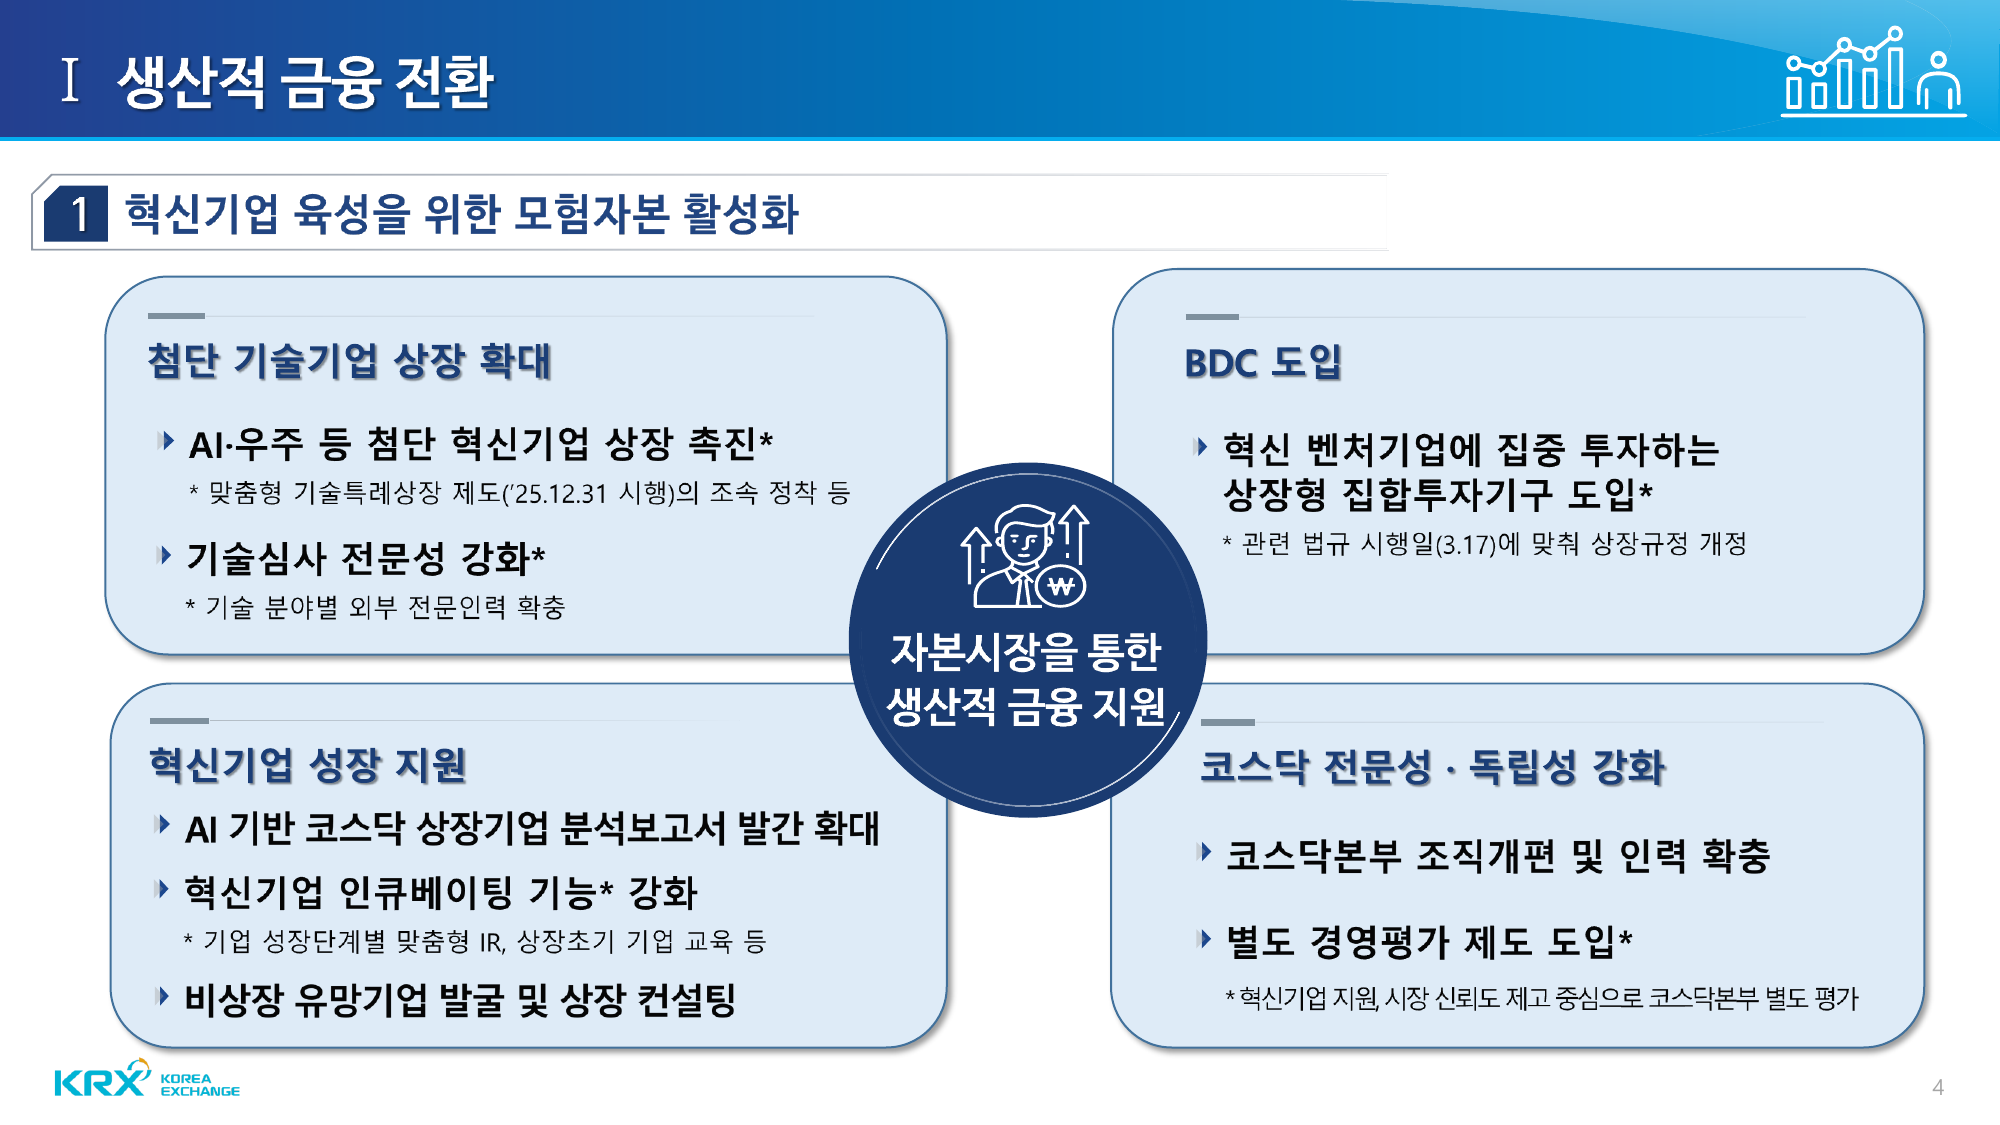 Ⅰ 생산적 금융 전환
1 혁신기업 육성을 위한 모험자본 활성화
첨단 기술기업 상장 확대
AI·우주 등 첨단 혁신기업 상장 촉진*
* 맞춤형 기술특례상장 제도(’25.12.31 시행)의 조속 정착 등
기술심사 전문성 강화*
* 기술 분야별 외부 전문인력 확충
BDC 도입
혁신 벤처기업에 집중 투자하는
상장형 집합투자기구 도입*
* 관련 법규 시행일(3.17)에 맞춰 상장규정 개정
자본시장을 통한
생산적 금융 지원
혁신기업 성장 지원
AI 기반 코스닥 상장기업 분석보고서 발간 확대
혁신기업 인큐베이팅 기능* 강화
* 기업 성장단계별 맞춤형 IR, 상장초기 기업 교육 등
비상장 유망기업 발굴 및 상장 컨설팅
코스닥 전문성 · 독립성 강화
코스닥본부 조직개편 및 인력 확충
별도 경영평가 제도 도입*
* 혁신기업 지원, 시장 신뢰도 제고 중심으로 코스닥본부 별도 평가
KRX KOREA
EXCHANGE
4